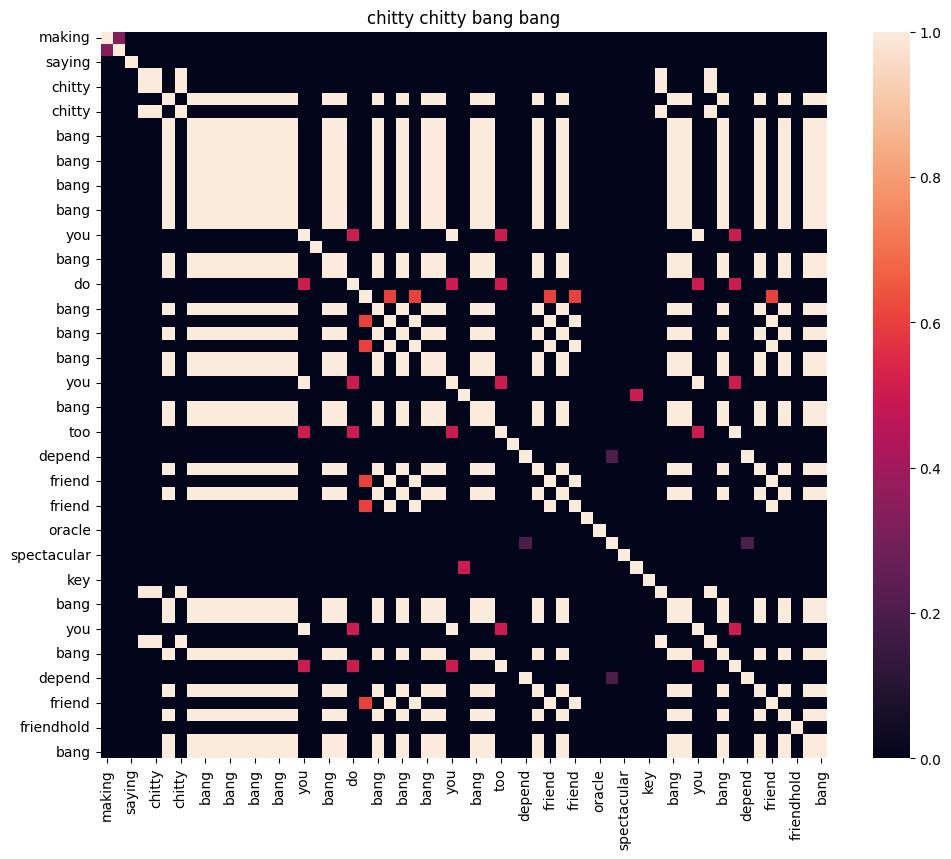 chitty chitty bang bang
making
saying
chitty
chitty
bang
bang
bang
bang
you
bang
do
bang
bang
bang
you
bang
too
depend
friend
friend
oracle
spectacular
key
bang
you
bang
depend
friend
friendhold
bang
1.0
0.8
0.6
0.4
0.2
0.0
making
saying
chitty
chitty
bang
bang
bang
bang
you
bang
do
bang
bang
bang
you
bang
too
depend
friend
friend
oracle
spectacular
key
bang
you
bang
depend
friend
friendhold
bang